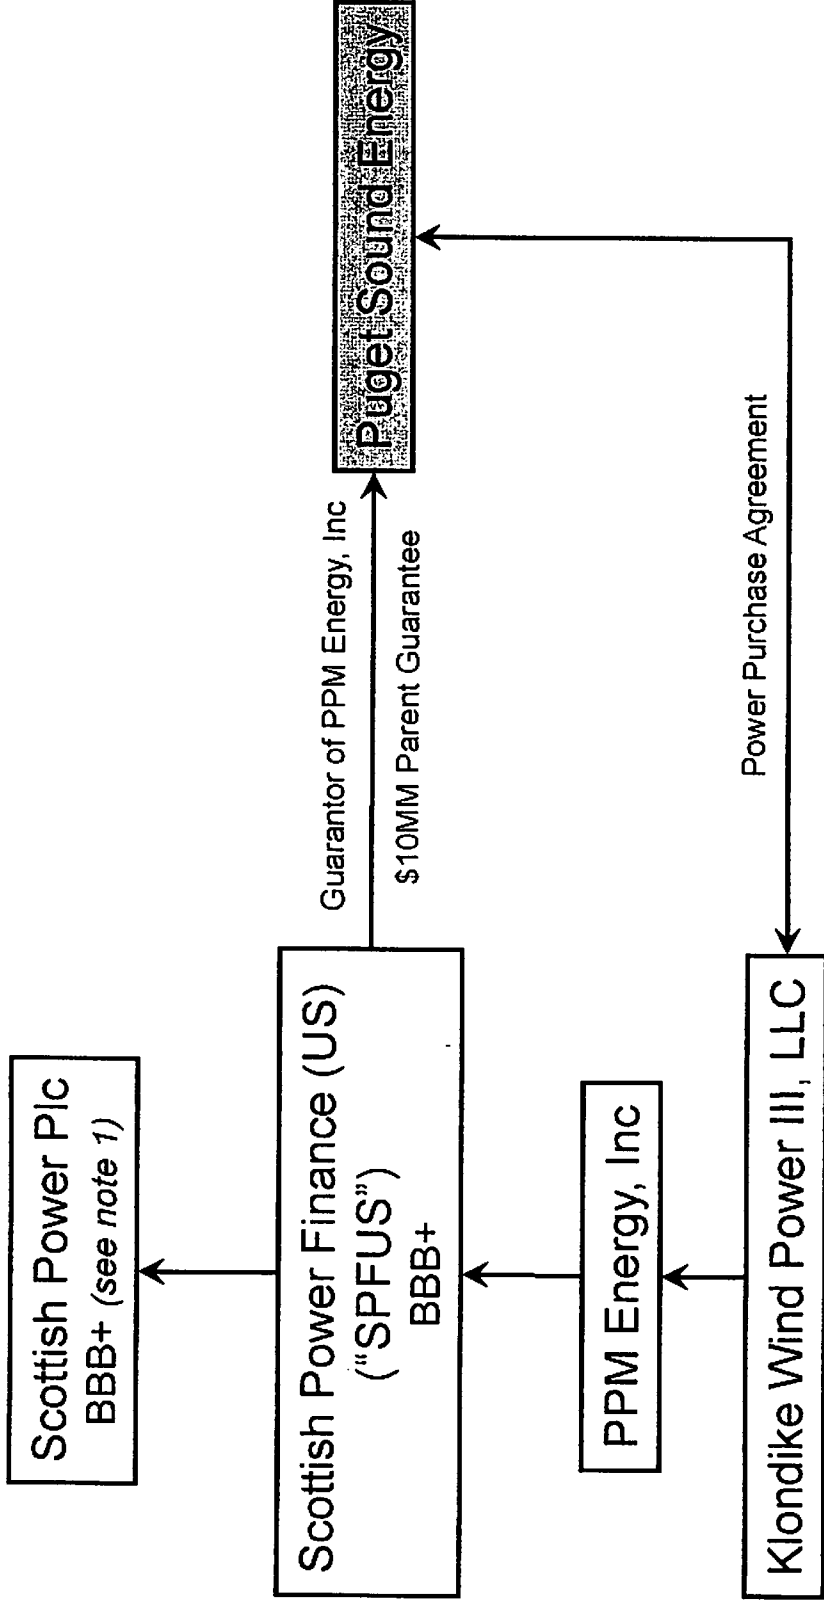 Scottish Power Plc
BBB+ (see note 1)
Scottish Power Finance (US)
("SPFUS")
BBB+
Guarantor of PPM Energy, Inc
$10MM Parent Guarantee
Puget Sound Energy
PPM Energy, Inc
Power Purchase Agreement
Klondike Wind Power III, LLC